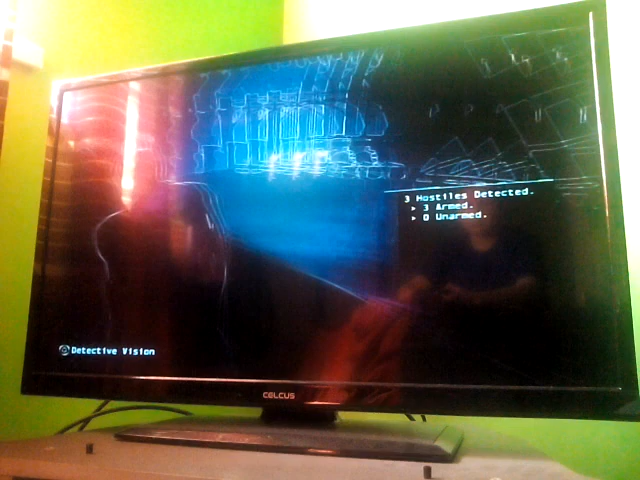 3 Hostiles Detected.
> 3 Armed.
> 0 Unarmed.
Detective Vision
CELCUS